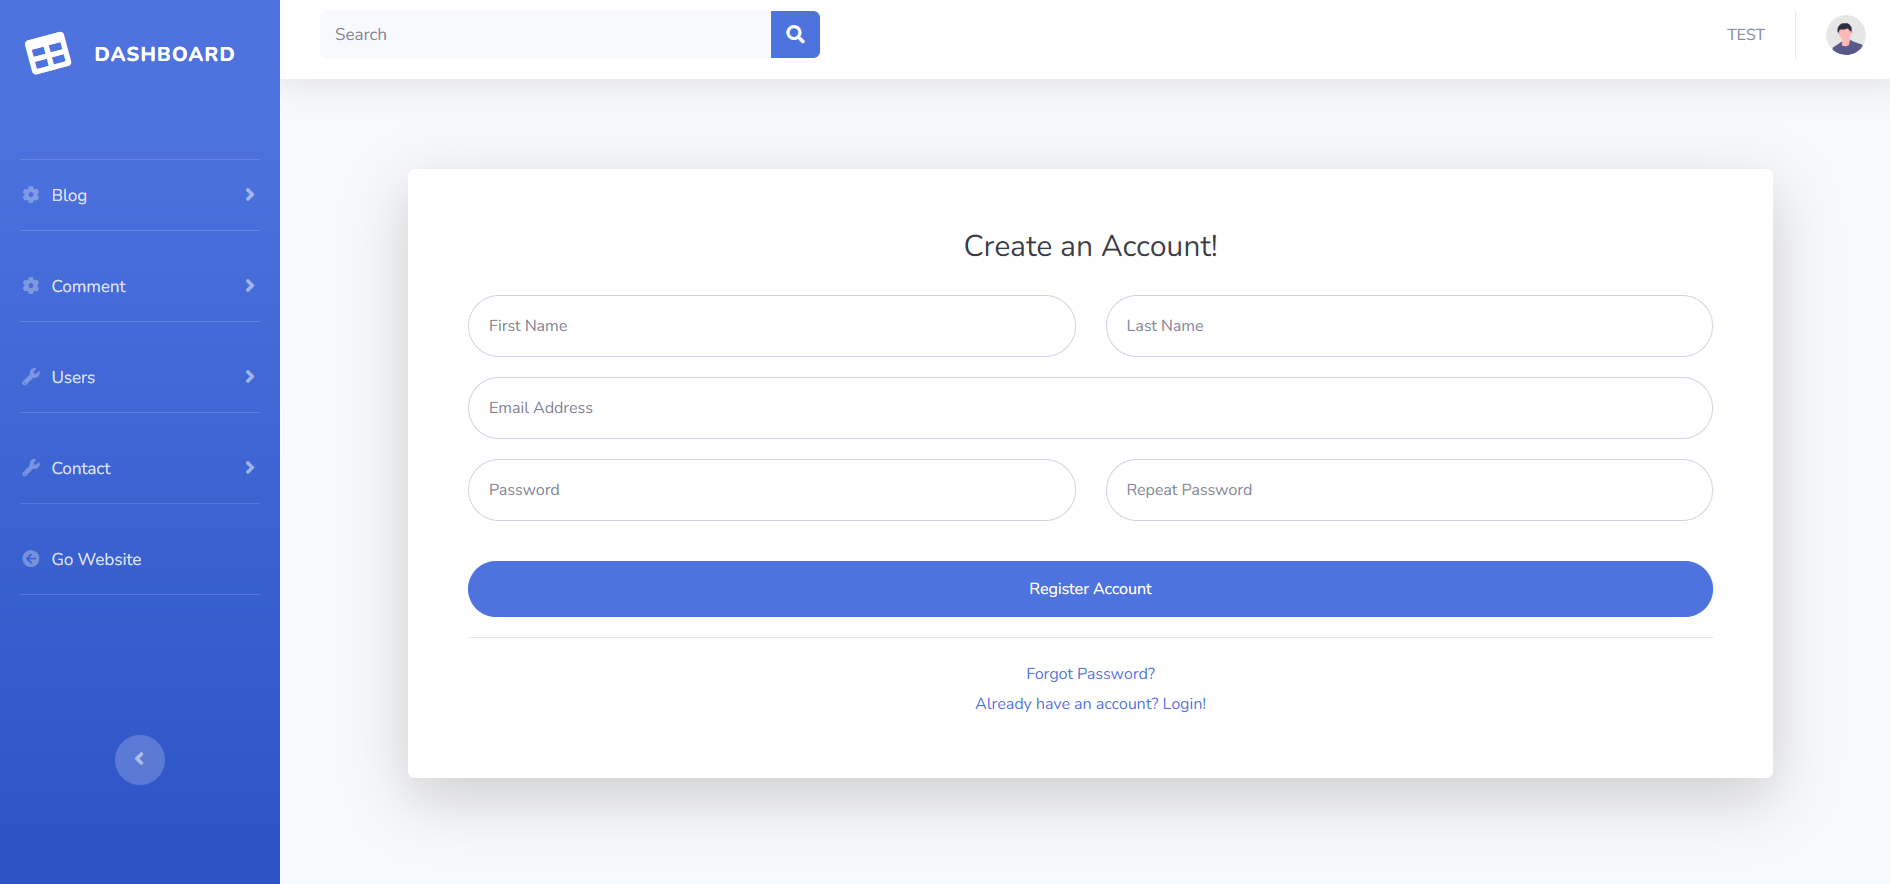 DASHBOARD
Search
TEST
Blog
Comment
Users
Contact
Go Website
Create an Account!
First Name
Last Name
Email Address
Password
Repeat Password
Register Account
Forgot Password?
Already have an account? Login!